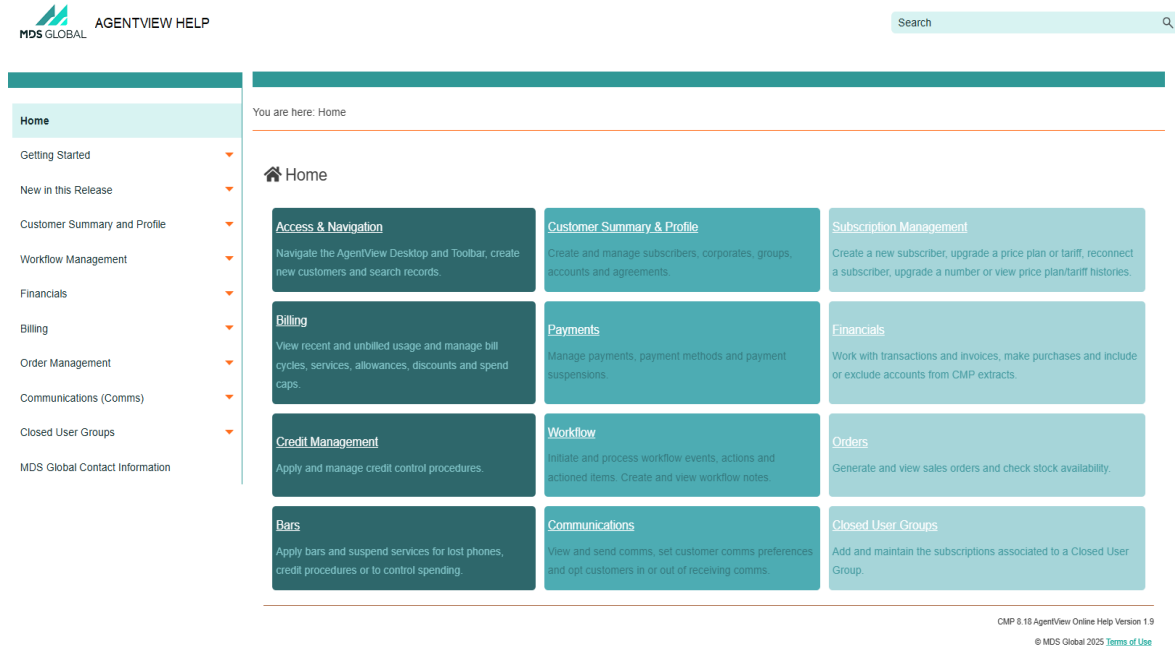 MDS GLOBAL
AGENTVIEW HELP
Search
Home
Getting Started
New in this Release
Customer Summary and Profile
Workflow Management
Financials
Billing
Order Management
Communications (Comms)
Closed User Groups
MDS Global Contact Information
You are here: Home
Home
Access & Navigation
Navigate the AgentView Desktop and Toolbar, create
new customers and search records.
Customer Summary & Profile
Create and manage subscribers, corporates, groups,
accounts and agreements.
Subscription Management
Create a new subscriber, upgrade a price plan or tariff, reconnect
a subscriber, upgrade a number or view price plan/tariff histories.
Billing
View recent and unbilled usage and manage bill
cycles, services, allowances, discounts and spend
caps.
Payments
Manage payments, payment methods and payment
suspensions.
Financials
Work with transactions and invoices, make purchases and include
or exclude accounts from CMP extracts.
Credit Management
Apply and manage credit control procedures.
Workflow
Initiate and process workflow events, actions and
actioned items. Create and view workflow notes.
Orders
Generate and view sales orders and check stock availability.
Bars
Apply bars and suspend services for lost phones,
credit procedures or to control spending.
Communications
View and send comms, set customer comms preferences
and opt customers in or out of receiving comms.
Closed User Groups
Add and maintain the subscriptions associated to a Closed User
Group.
CMP 8.18 AgentView Online Help Version 1.9
© MDS Global 2025 Terms of Use